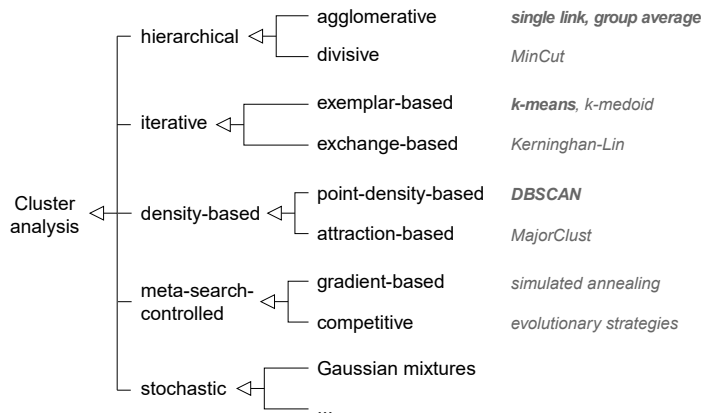 agglomerative single link, group average
hierarchical
divisive MinCut
exemplar-based k-means, k-medoid
iterative
exchange-based Kerninghan-Lin
point-density-based DBSCAN
Cluster
analysis
density-based
attraction-based MajorClust
gradient-based simulated annealing
meta-search-
controlled
competitive evolutionary strategies
Gaussian mixtures
stochastic
...